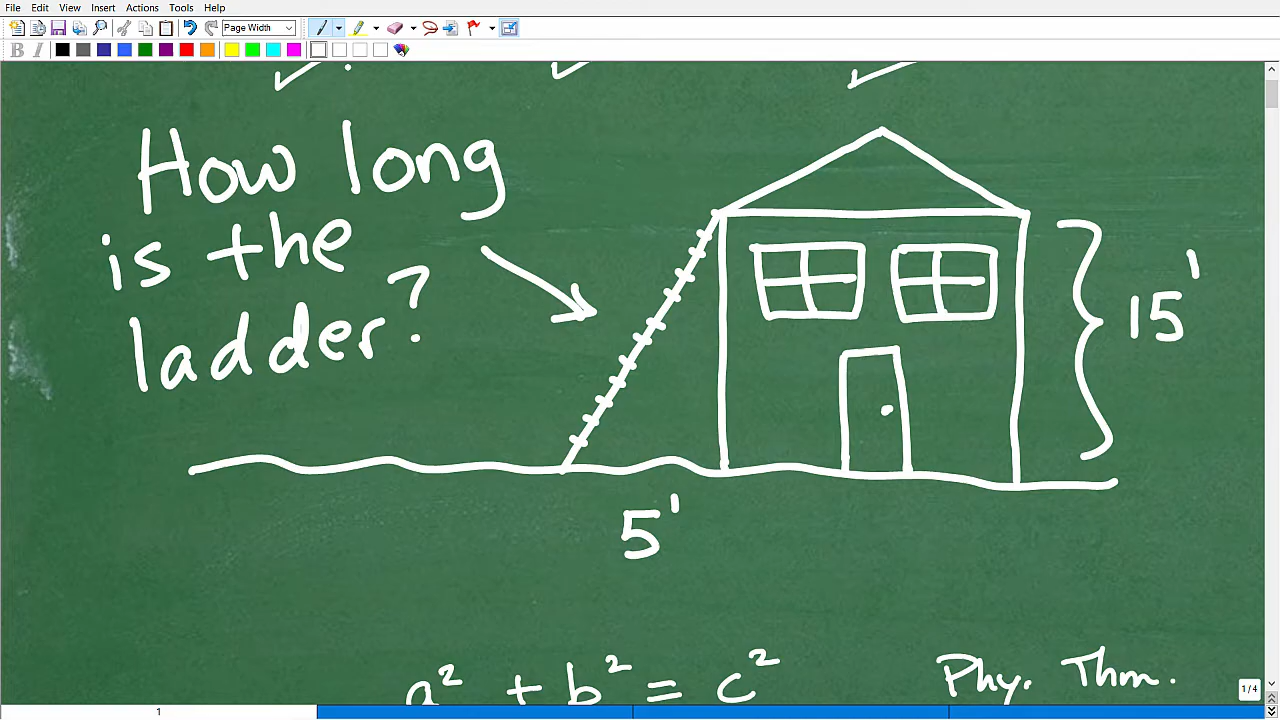 File Edit View Insert Actions Tools Help
Page Width
B I
How long
is the
ladder?
15'
5'
a² + b² = c²
Phy. Thm.
1/4
1